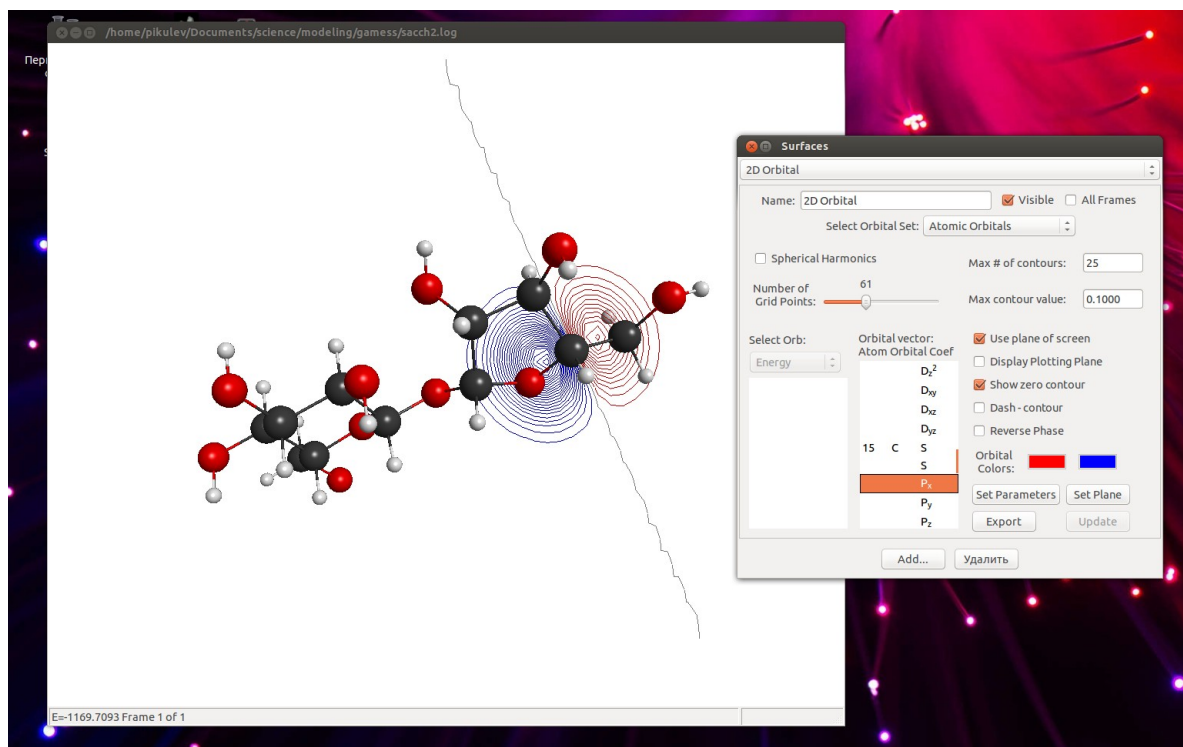 /home/pikulev/Documents/science/modeling/gamess/sacch2.log
Пер
Surfaces
2D Orbital
Name: 2D Orbital Visible All Frames
Select Orbital Set: Atomic Orbitals
Spherical Harmonics
Max # of contours: 25
Number of
Grid Points:
61
Max contour value: 0.1000
Select Orb:
Energy
Orbital vector:
Atom Orbital Coef
Dz²
Dxy
Dxz
Dyz
15 C S
S
Px
Py
Pz
Use plane of screen
Display Plotting Plane
Show zero contour
Dash - contour
Reverse Phase
Orbital
Colors:
Set Parameters Set Plane
Export Update
Add... Удалить
E=-1169.7093 Frame 1 of 1